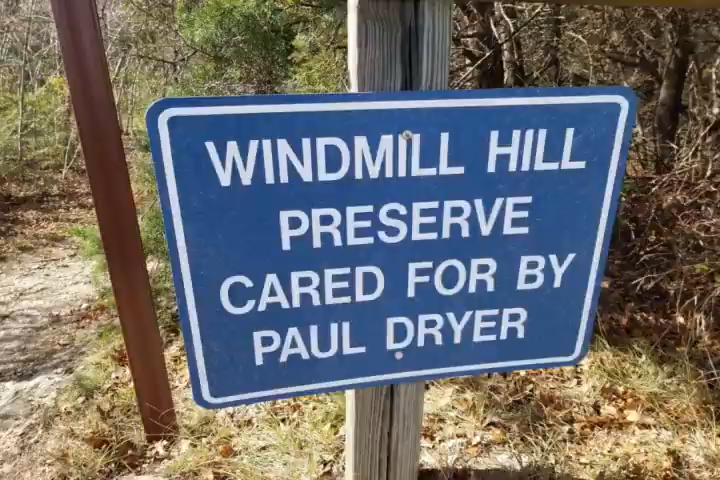 WINDMILL HILL
PRESERVE
CARED FOR BY
PAUL DRYER